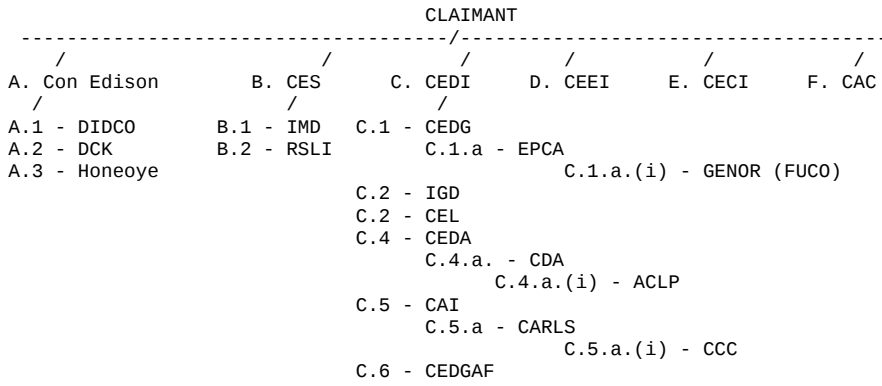 CLAIMANT
-------------------------------------/-------------------------------------
/ / / / / /
A. Con Edison B. CES C. CEDI D. CEEI E. CECI F. CAC
/ / /
A.1 - DIDCO B.1 - IMD C.1 - CEDG
A.2 - DCK B.2 - RSLI C.1.a - EPCA
A.3 - Honeoye C.1.a.(i) - GENOR (FUCO)
C.2 - IGD
C.2 - CEL
C.4 - CEDA
C.4.a. - CDA
C.4.a.(i) - ACLP
C.5 - CAI
C.5.a - CARLS
C.5.a.(i) - CCC
C.6 - CEDGAF